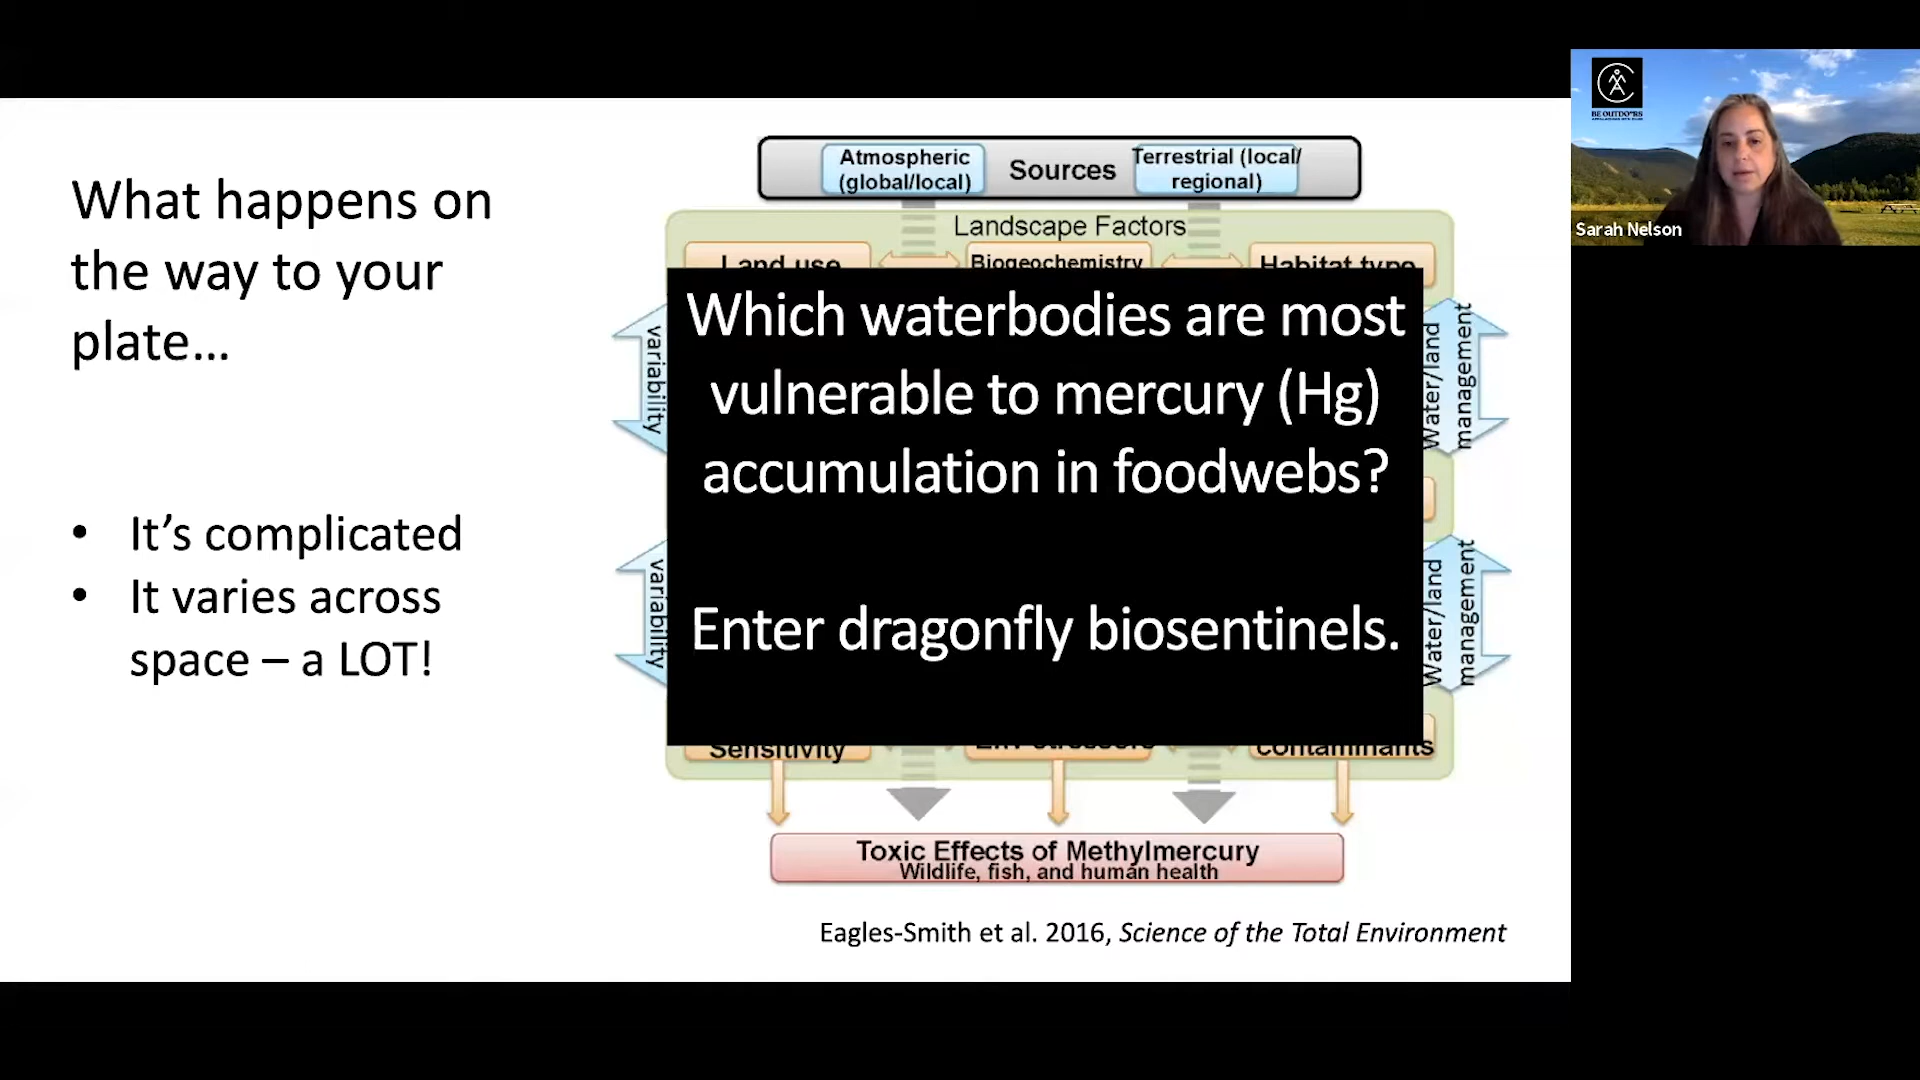 What happens on
the way to your
plate...
• It's complicated
• It varies across
space – a LOT!
Atmospheric
(global/local)
Sources
Terrestrial (local/
regional)
Landscape Factors
Land use
Biogeochemistry
Habitat type
variability
Water/land
management
Which waterbodies are most
vulnerable to mercury (Hg)
accumulation in foodwebs?
Enter dragonfly biosentinels.
variability
Water/land
management
Sensitivity
contaminants
Toxic Effects of Methylmercury
Wildlife, fish, and human health
Eagles-Smith et al. 2016, Science of the Total Environment
BE OUTDOORS
Sarah Nelson